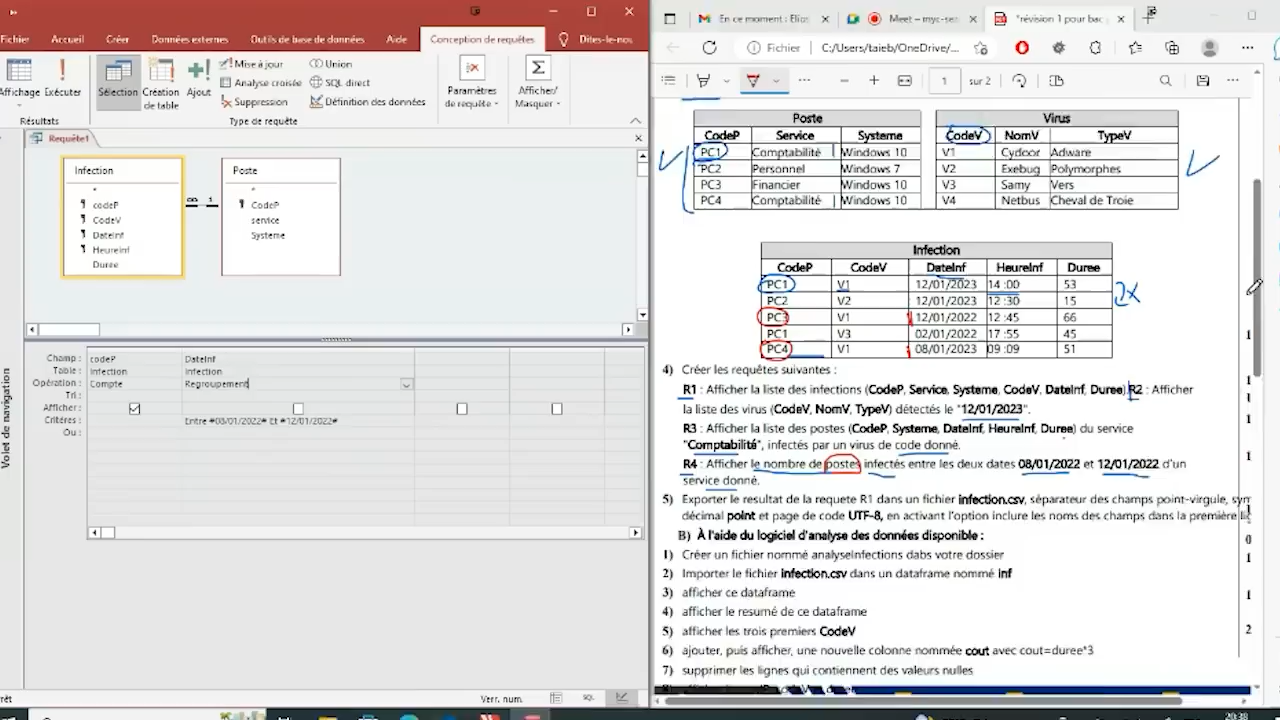 Fichier Accueil Créer Données externes Outils de base de données Aide Conception de requêtes Dites-le-nous
Affichage Exécuter Sélection Création de table Ajout Mise à jour Analyse croisée Suppression Union SQL direct Définition des données Paramètres de requête Afficher/ Masquer
Résultats Type de requête
Requête1
Infection
*
codeP
CodeV
DateInf
HeureInf
Duree
Poste
*
CodeP
service
Systeme
∞ 1
Champ : codeP DateInf
Table : Infection Infection
Opération : Compte Regroupement
Tri :
Afficher :
Critères : Entre #08/01/2022# Et #12/01/2022#
Ou :
Volet de navigation
Verr. num. SQL
En ce moment : Elios Meet – myc-sez *révision 1 pour bac
Fichier C:/Users/taieb/OneDrive/...
1 sur 2
Poste
CodeP Service Systeme
PC1 Comptabilité Windows 10
PC2 Personnel Windows 7
PC3 Financier Windows 10
PC4 Comptabilité Windows 10
Virus
CodeV NomV TypeV
V1 Cydoor Adware
V2 Exebug Polymorphes
V3 Samy Vers
V4 Netbus Cheval de Troie
Infection
CodeP CodeV DateInf HeureInf Duree
PC1 V1 12/01/2023 14 :00 53
PC2 V2 12/01/2023 12 :30 15
PC3 V1 12/01/2022 12 :45 66
PC1 V3 02/01/2022 17 :55 45
PC4 V1 08/01/2023 09 :09 51
4) Créer les requêtes suivantes :
R1 : Afficher la liste des infections (CodeP, Service, Systeme, CodeV, DateInf, Duree) R2 : Afficher
la liste des virus (CodeV, NomV, TypeV) détectés le "12/01/2023".
R3 : Afficher la liste des postes (CodeP, Systeme, DateInf, HeureInf, Duree) du service
"Comptabilité", infectés par un virus de code donné.
R4 : Afficher le nombre de postes infectés entre les deux dates 08/01/2022 et 12/01/2022 d'un
service donné.
5) Exporter le resultat de la requete R1 dans un fichier infection.csv, séparateur des champs point-virgule,
décimal point et page de code UTF-8, en activant l'option inclure les noms des champs dans la première
B) À l'aide du logiciel d'analyse des données disponible :
1) Créer un fichier nommé analyseInfections dabs votre dossier
2) Importer le fichier infection.csv dans un dataframe nommé inf
3) afficher ce dataframe
4) afficher le resumé de ce dataframe
5) afficher les trois premiers CodeV
6) ajouter, puis afficher, une nouvelle colonne nommée cout avec cout=duree*3
7) supprimer les lignes qui contiennent des valeurs nulles